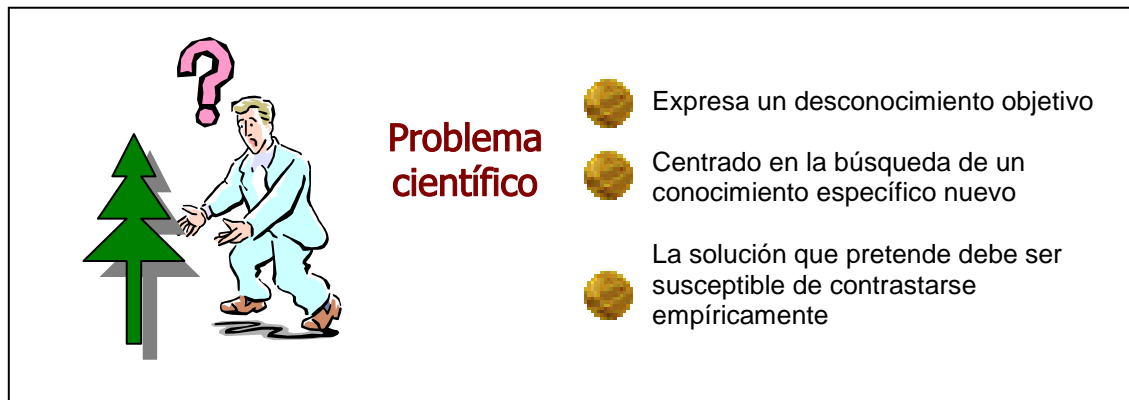 ?
Problema
científico
Expresa un desconocimiento objetivo
Centrado en la búsqueda de un
conocimiento específico nuevo
La solución que pretende debe ser
susceptible de contrastarse
empíricamente